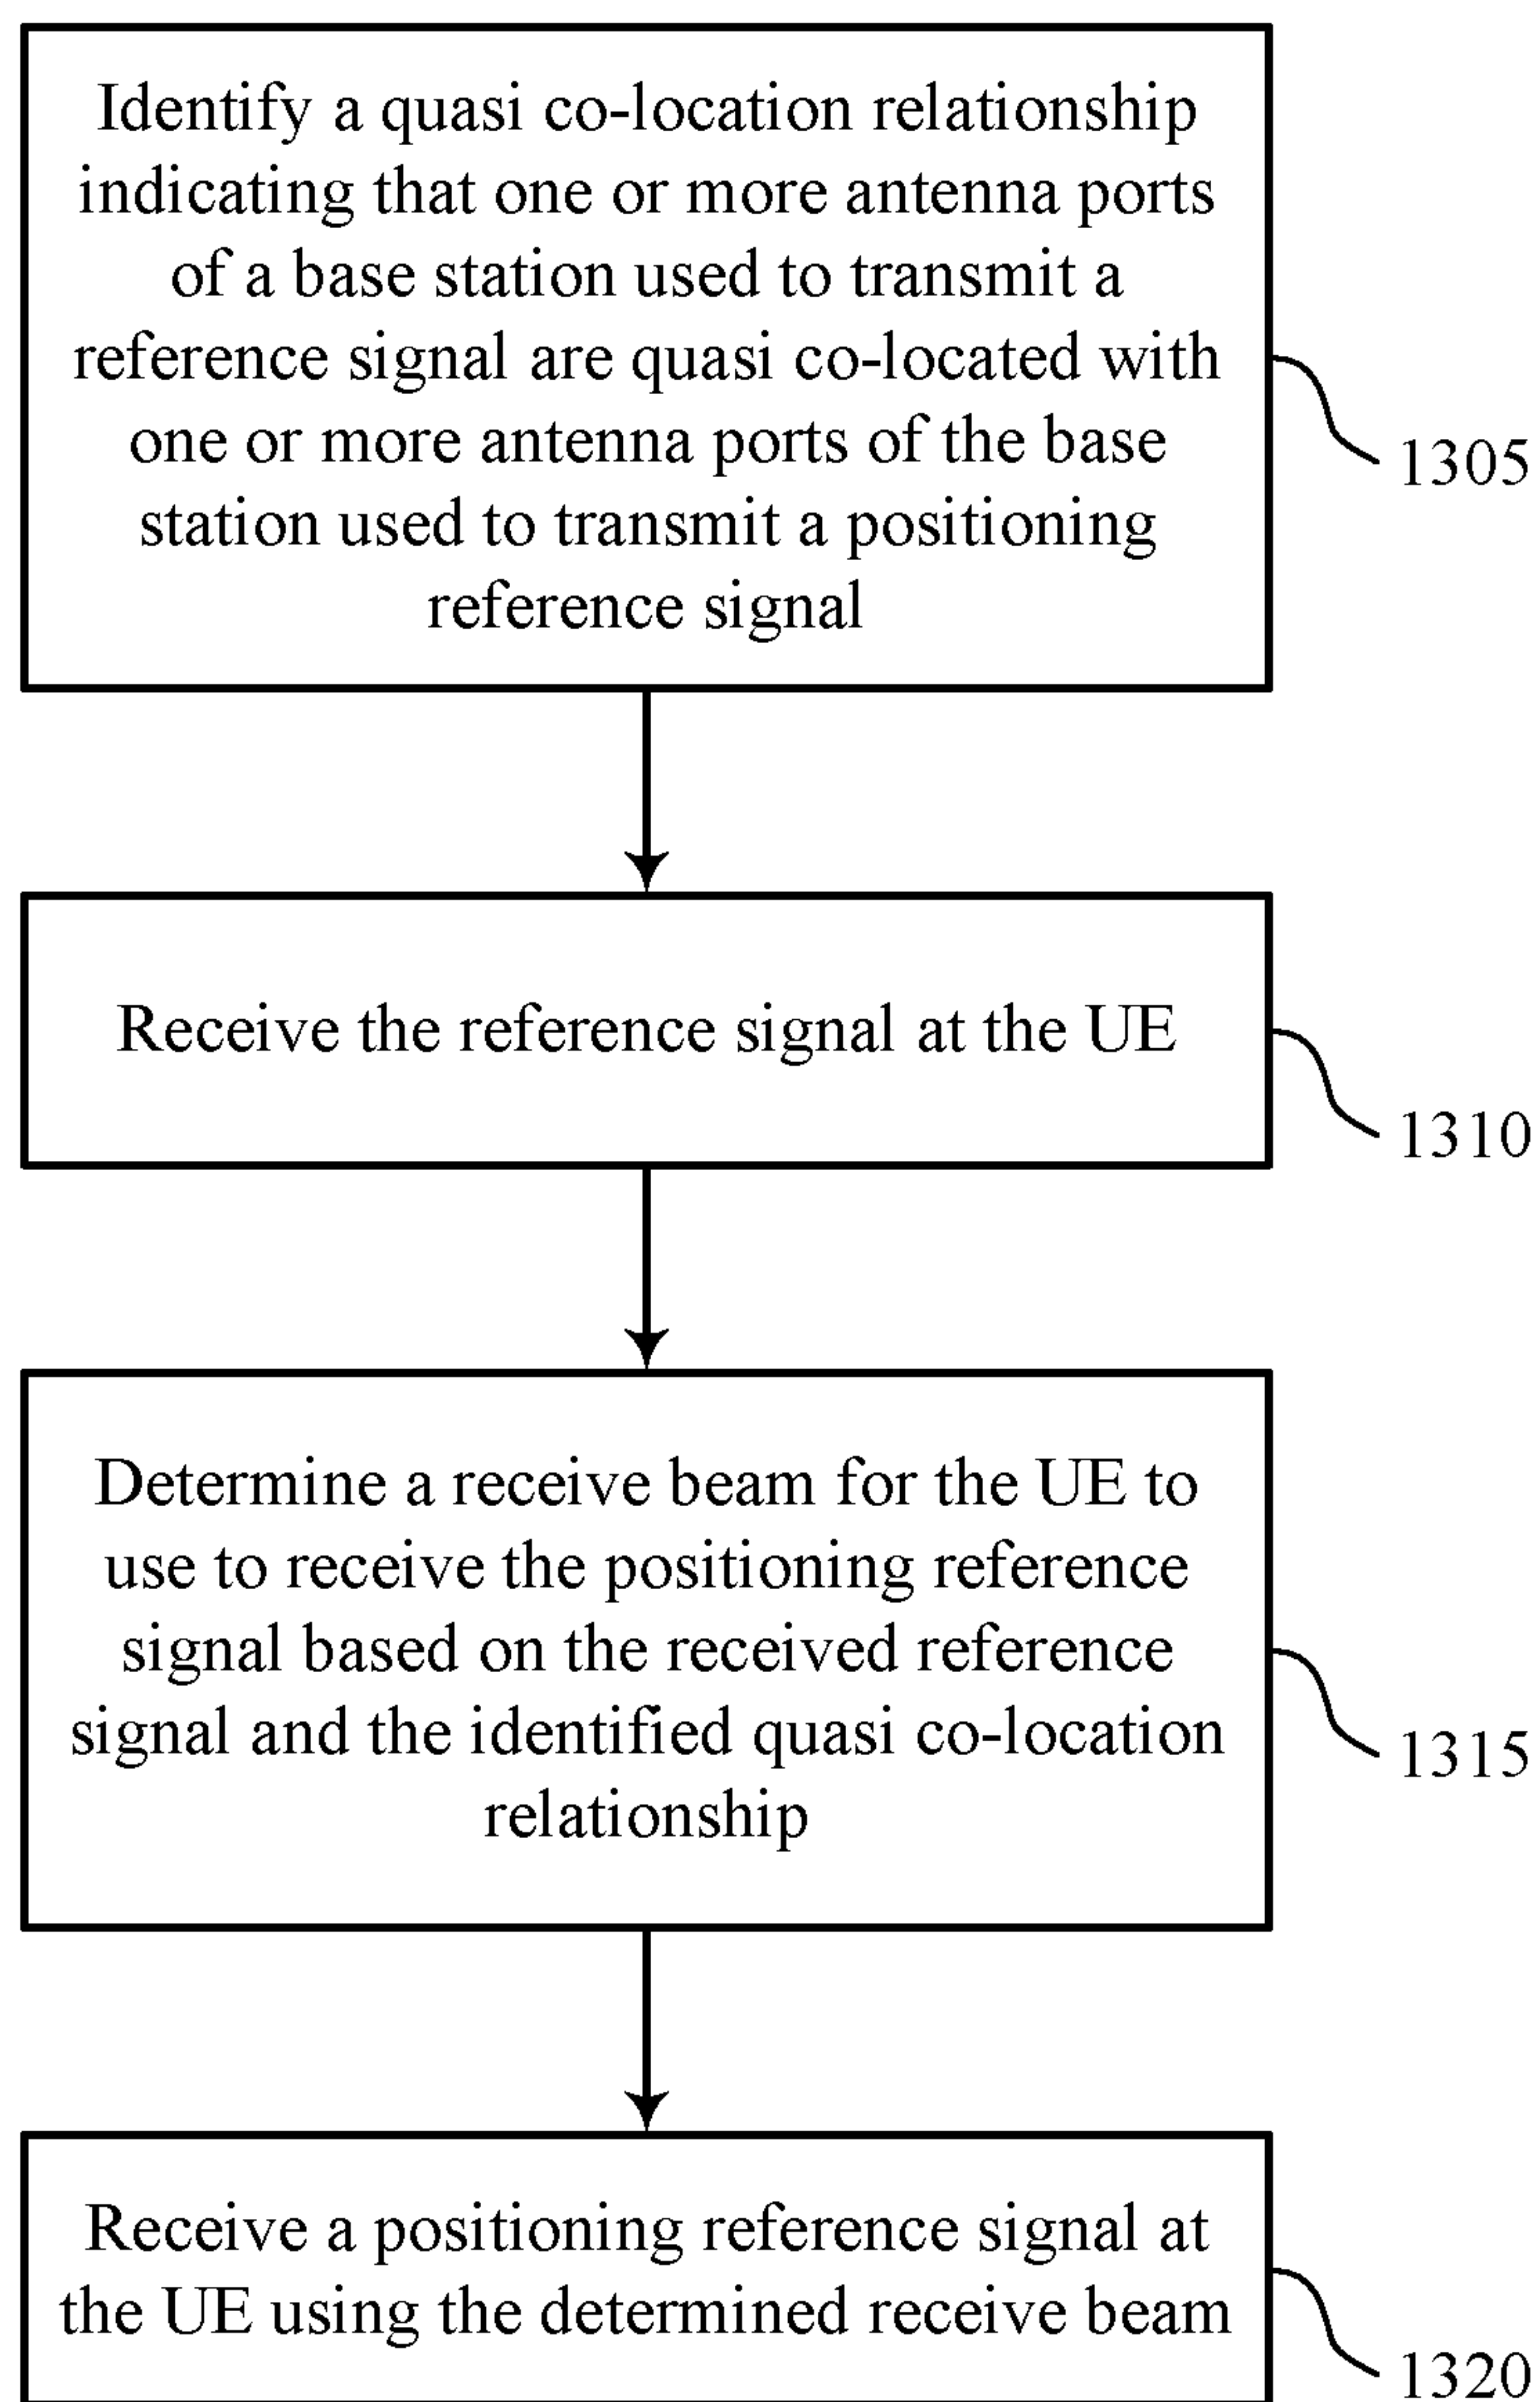 Identify a quasi co-location relationship
indicating that one or more antenna ports
of a base station used to transmit a
reference signal are quasi co-located with
one or more antenna ports of the base
station used to transmit a positioning
reference signal
1305
Receive the reference signal at the UE
1310
Determine a receive beam for the UE to
use to receive the positioning reference
signal based on the received reference
signal and the identified quasi co-location
relationship
1315
Receive a positioning reference signal at
the UE using the determined receive beam
1320